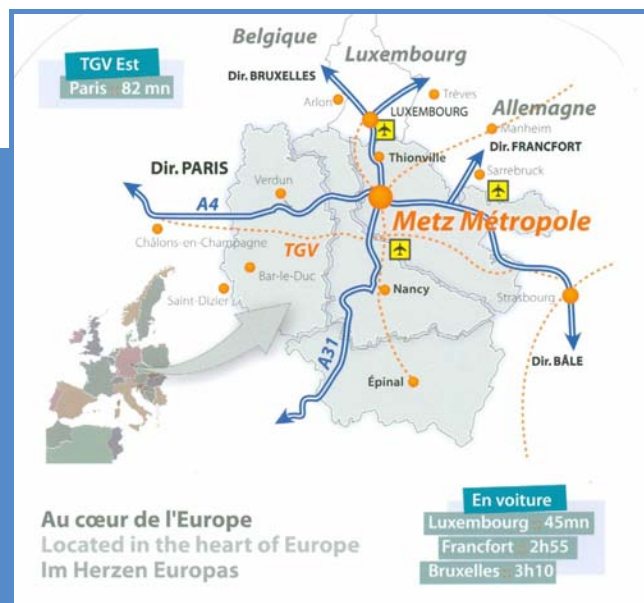 Belgique
Luxembourg
TGV Est
Paris : 82 mn
Dir. BRUXELLES
Arlon
Trèves
LUXEMBOURG
Allemagne
Manheim
Dir. FRANCFORT
Thionville
Sarrebruck
Dir. PARIS
Verdun
A4
Metz Métropole
Châlons-en-Champagne
TGV
Bar-le-Duc
Saint-Dizier
Nancy
Strasbourg
A31
Dir. BÂLE
Épinal
Au cœur de l'Europe
Located in the heart of Europe
Im Herzen Europas
En voiture
Luxembourg : 45mn
Francfort : 2h55
Bruxelles : 3h10